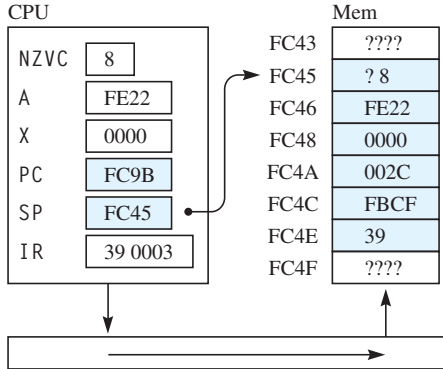 CPU
NZVC 8
A FE22
X 0000
PC FC9B
SP FC45
IR 39 0003
Mem
FC43 ????
FC45 ? 8
FC46 FE22
FC48 0000
FC4A 002C
FC4C FBCF
FC4E 39
FC4F ????